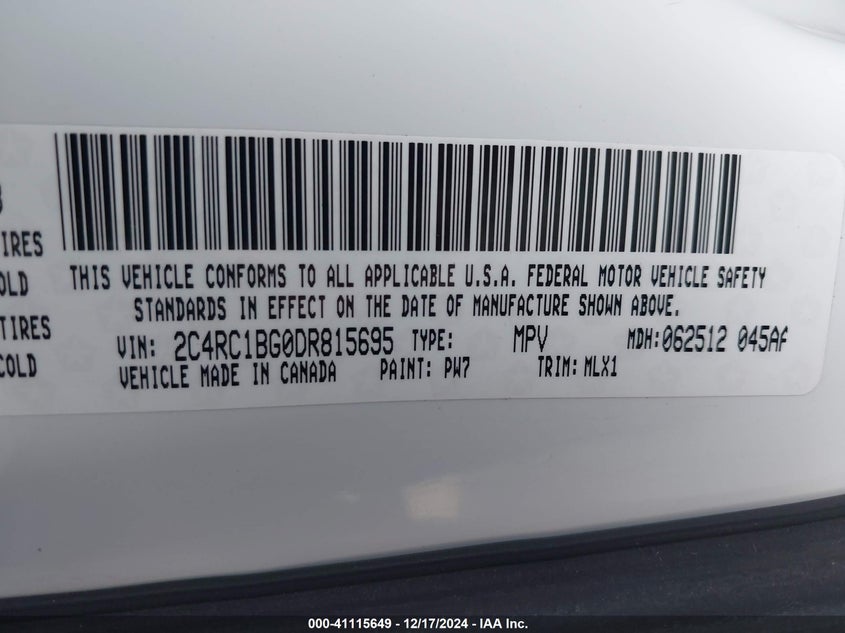 IRES
OLD
TIRES
COLD
THIS VEHICLE CONFORMS TO ALL APPLICABLE U.S.A. FEDERAL MOTOR VEHICLE SAFETY
STANDARDS IN EFFECT ON THE DATE OF MANUFACTURE SHOWN ABOVE.
VIN: 2C4RC1BG0DR815695 TYPE: MPV MDH: 062512 045AA
VEHICLE MADE IN CANADA PAINT: PW7 TRIM: MLX1
000-41115649 - 12/17/2024 - IAA Inc.